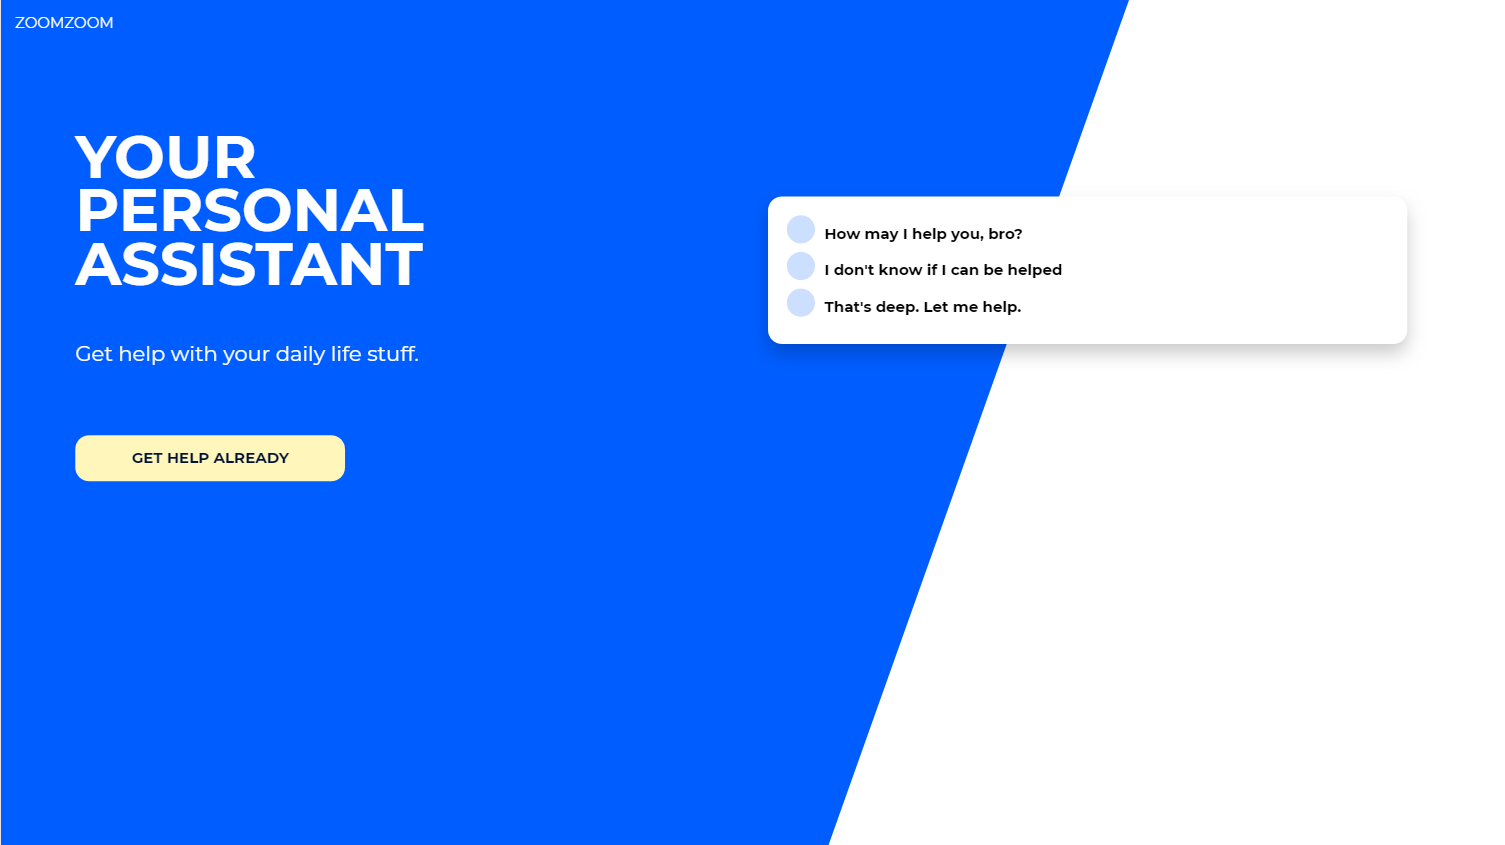 ZOOMZOOM
YOUR
PERSONAL
ASSISTANT
Get help with your daily life stuff.
GET HELP ALREADY
How may I help you, bro?
I don't know if I can be helped
That's deep. Let me help.